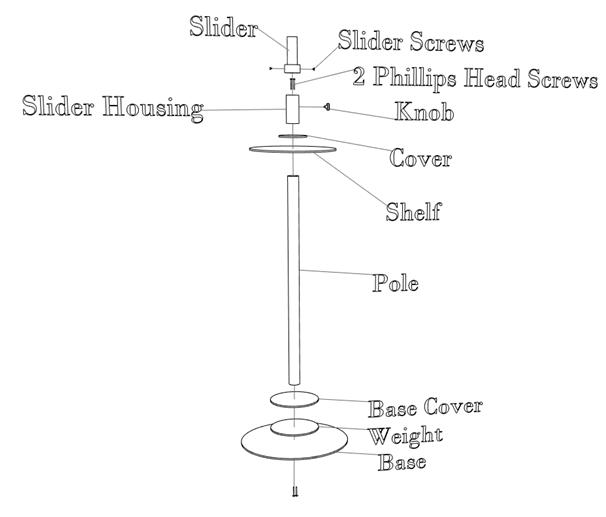 Slider
Slider Screws
2 Phillips Head Screws
Slider Housing
Knob
Cover
Shelf
Pole
Base Cover
Weight
Base